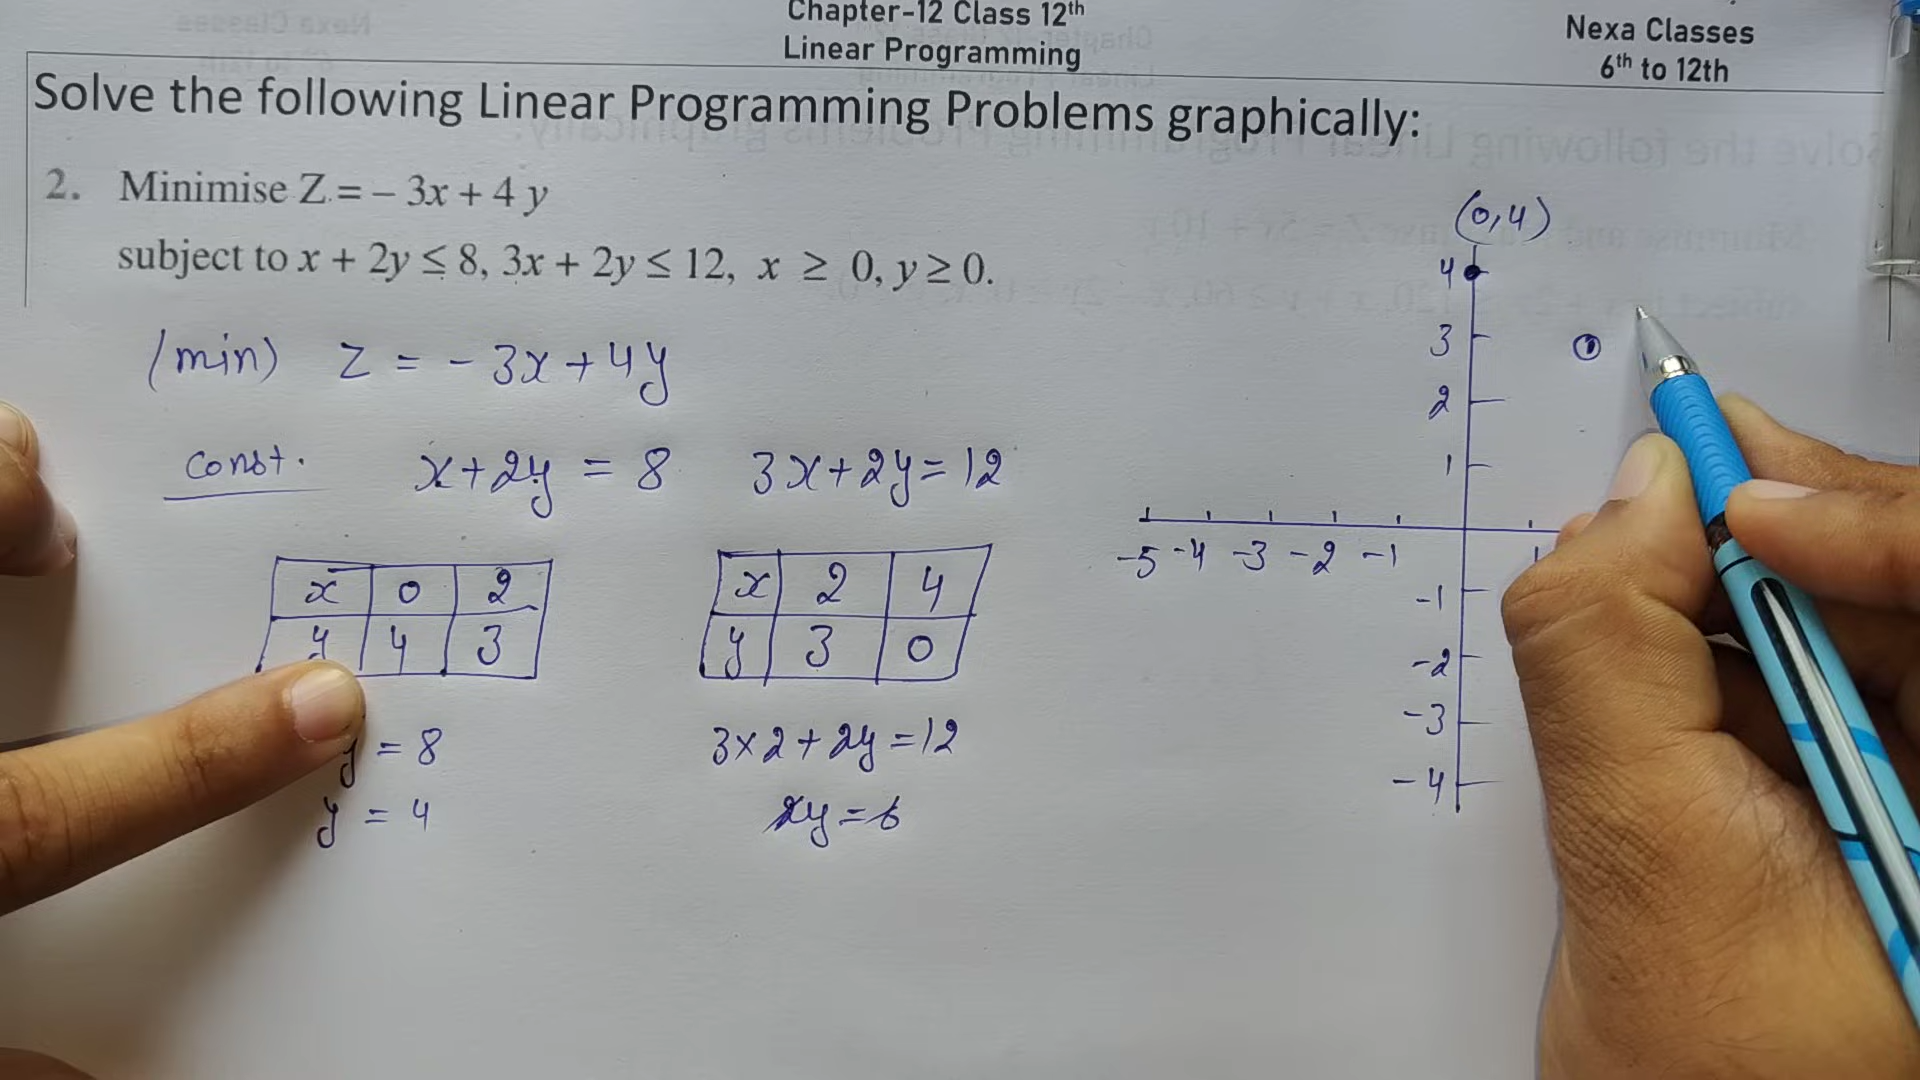 Chapter-12 Class 12th
Linear Programming
Nexa Classes
6th to 12th
Solve the following Linear Programming Problems graphically:
2. Minimise Z = – 3x + 4 y
subject to x + 2y ≤ 8, 3x + 2y ≤ 12, x ≥ 0, y ≥ 0.
(min) Z = - 3x + 4y
const. x + 2y = 8 3x + 2y = 12
x 0 2
y 4 3
x 2 4
y 3 0
y = 8
y = 4
3×2 + 2y = 12
2y = 6
(0,4)
4
3
2
1
-5 -4 -3 -2 -1
-1
-2
-3
-4